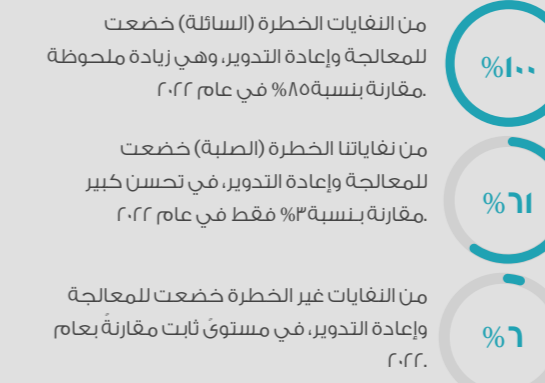 %١٠٠
من النفايات الخطرة (السائلة) خضعت
للمعالجة وإعادة التدوير، وهي زيادة ملحوظة
مقارنة بنسبة٨٥% في عام ٢٠٢٢.
%٦١
من نفاياتنا الخطرة (الصلبة) خضعت
للمعالجة وإعادة التدوير، في تحسن كبير
مقارنة بنسبة٣% فقط في عام ٢٠٢٢.
%٦
من النفايات غير الخطرة خضعت للمعالجة
وإعادة التدوير، في مستوىً ثابت مقارنةً بعام
٢٠٢٢.